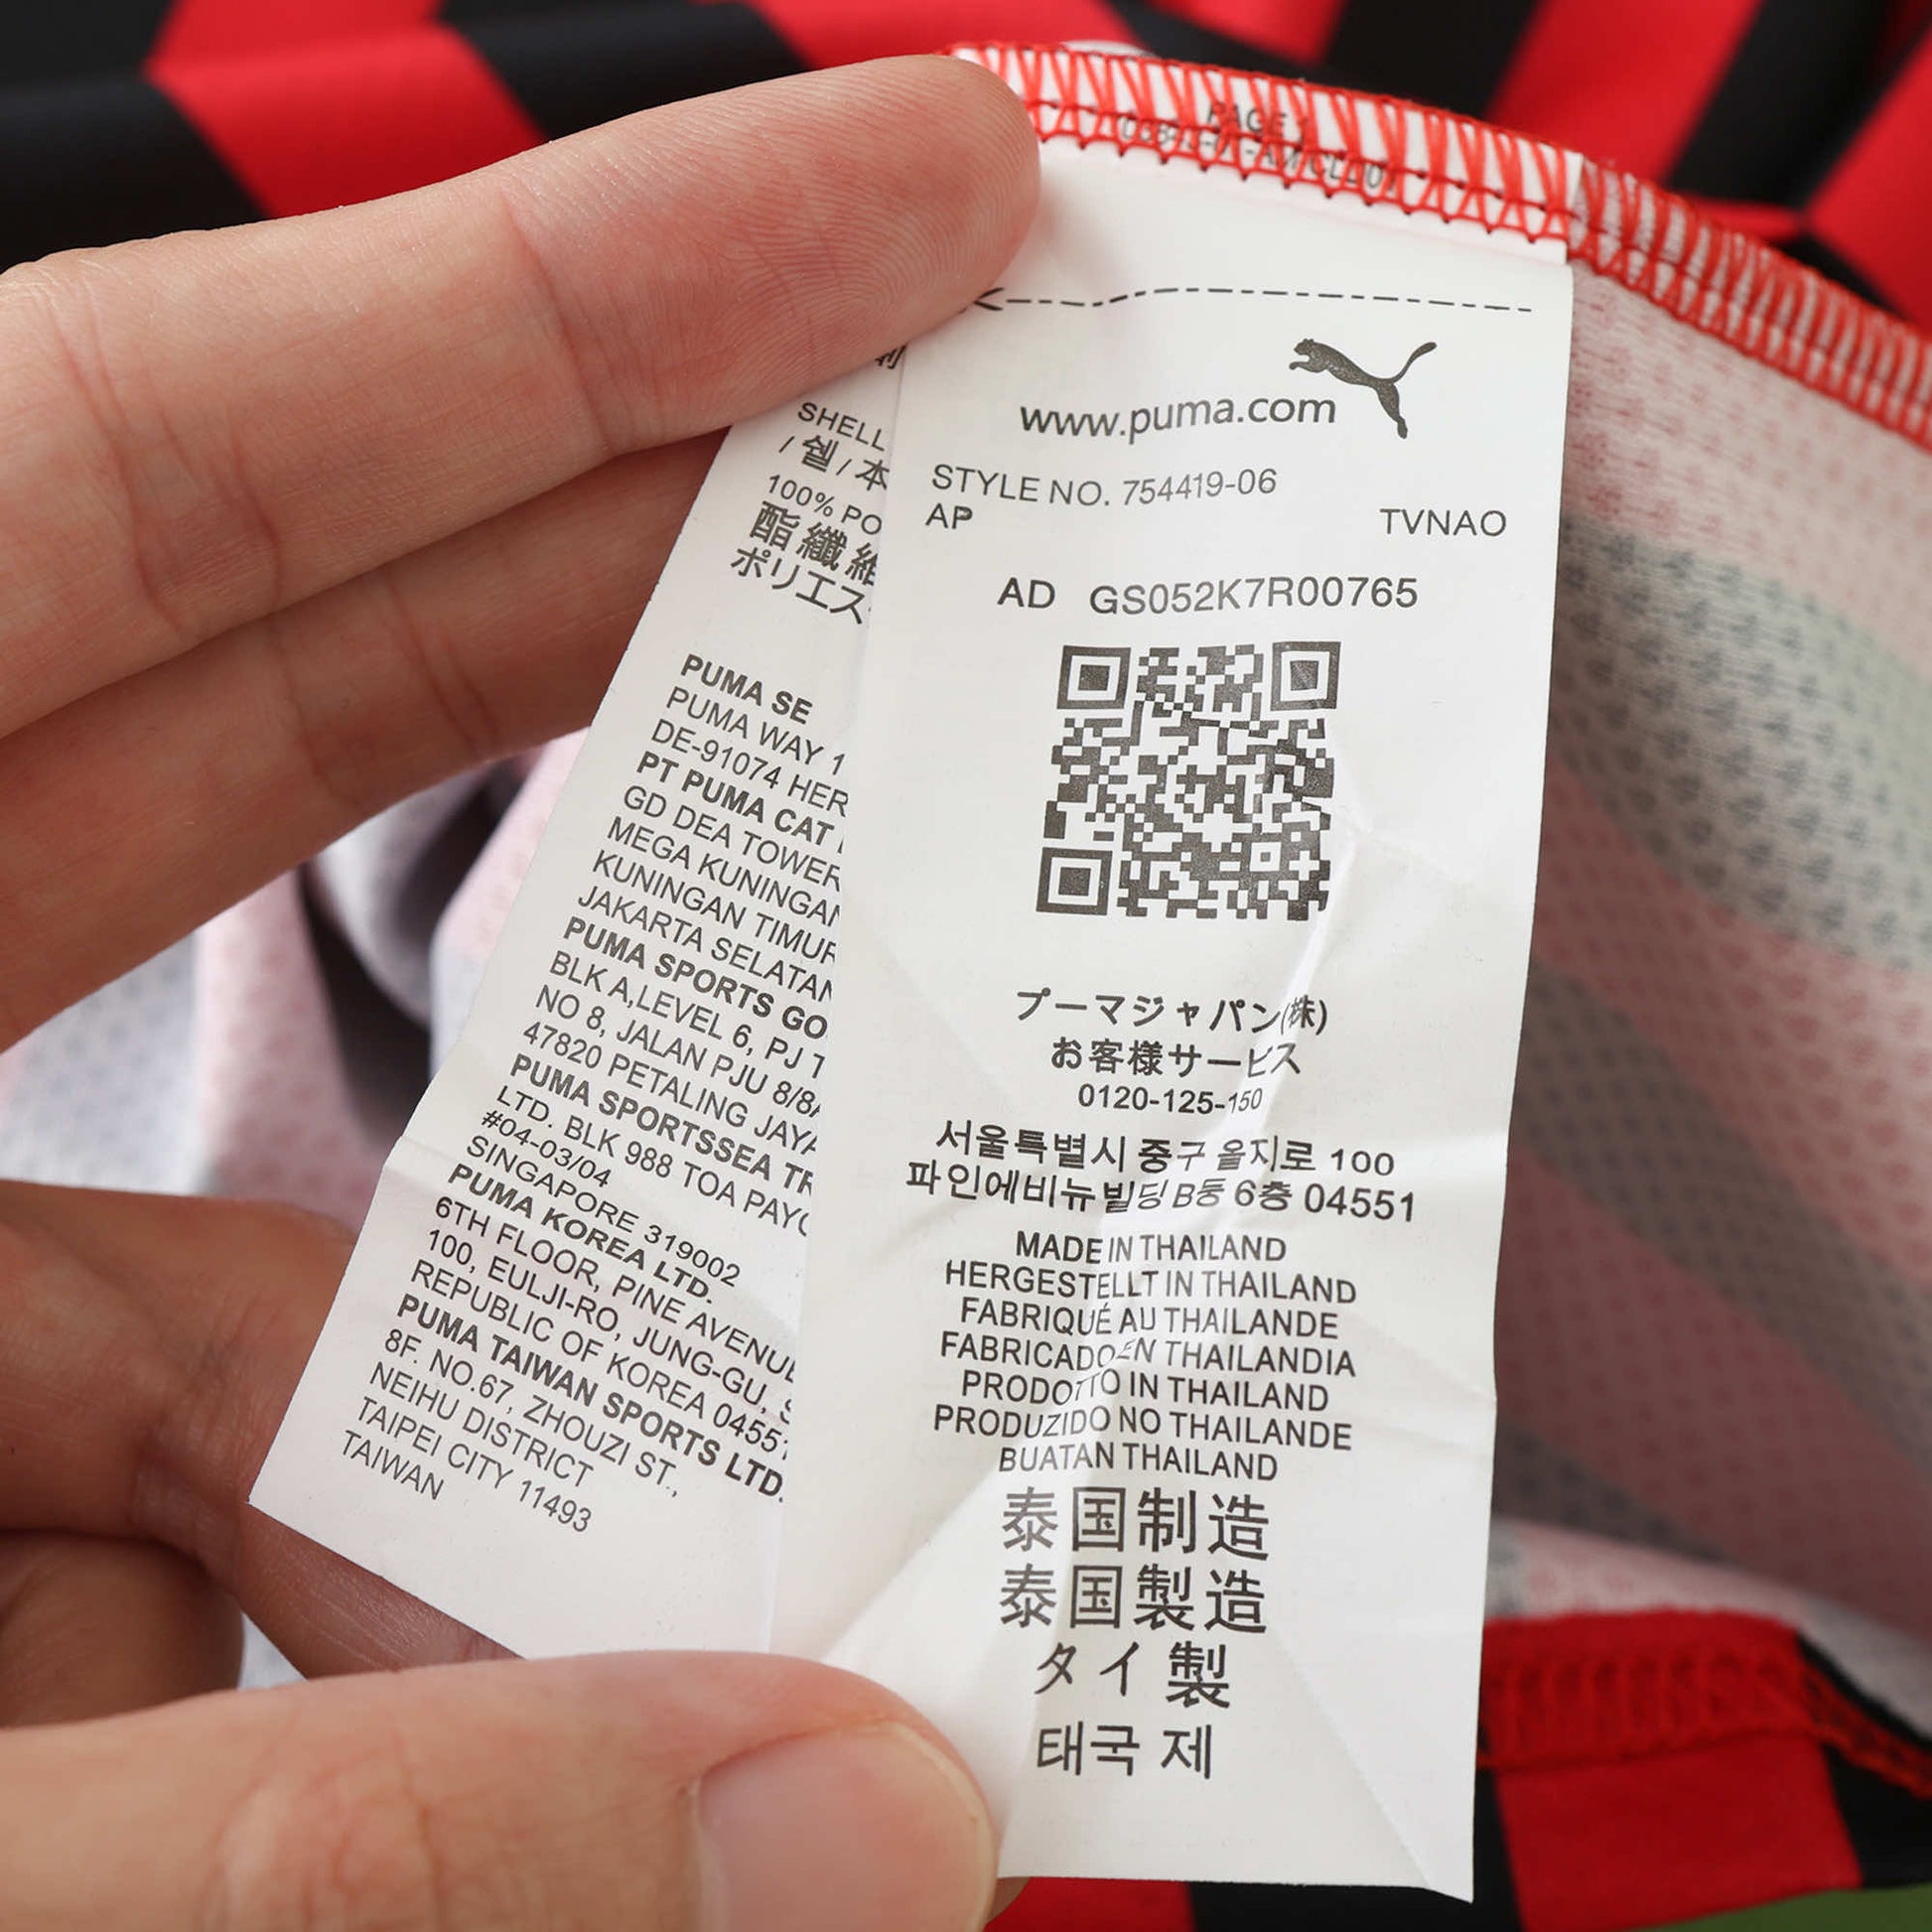 PAGE 1
www.puma.com
STYLE NO. 754419-06
AP
TVNAO
AD GS052K7R00765
プーマジャパン(株)
お客様サービス
0120-125-150
서울특별시 중구 을지로 100
파인에비뉴빌딩 B동 6층 04551
MADE IN THAILAND
HERGESTELLT IN THAILAND
FABRIQUÉ AU THAILANDE
FABRICADO EN THAILANDIA
PRODOTTO IN THAILAND
PRODUZIDO NO THAILANDE
BUATAN THAILAND
泰国制造
泰国製造
タイ製
태국 제
SHELL
/ 쉘 / 本
100% PO
酯纖維
ポリエス
PUMA SE
PUMA WAY 1
DE-91074 HER
PT PUMA CAT
GD DEA TOWER
MEGA KUNINGAN
KUNINGAN TIMUR
JAKARTA SELATAN
PUMA SPORTS GO
BLK A,LEVEL 6, PJ T
NO 8, JALAN PJU 8/8A
47820 PETALING JAYA
PUMA SPORTSSEA TR
LTD. BLK 988 TOA PAYO
#04-03/04
SINGAPORE 319002
PUMA KOREA LTD.
6TH FLOOR, PINE AVENUE
100, EULJI-RO, JUNG-GU, S
REPUBLIC OF KOREA 04551
PUMA TAIWAN SPORTS LTD.
8F. NO.67, ZHOUZI ST.,
NEIHU DISTRICT
TAIPEI CITY 11493
TAIWAN